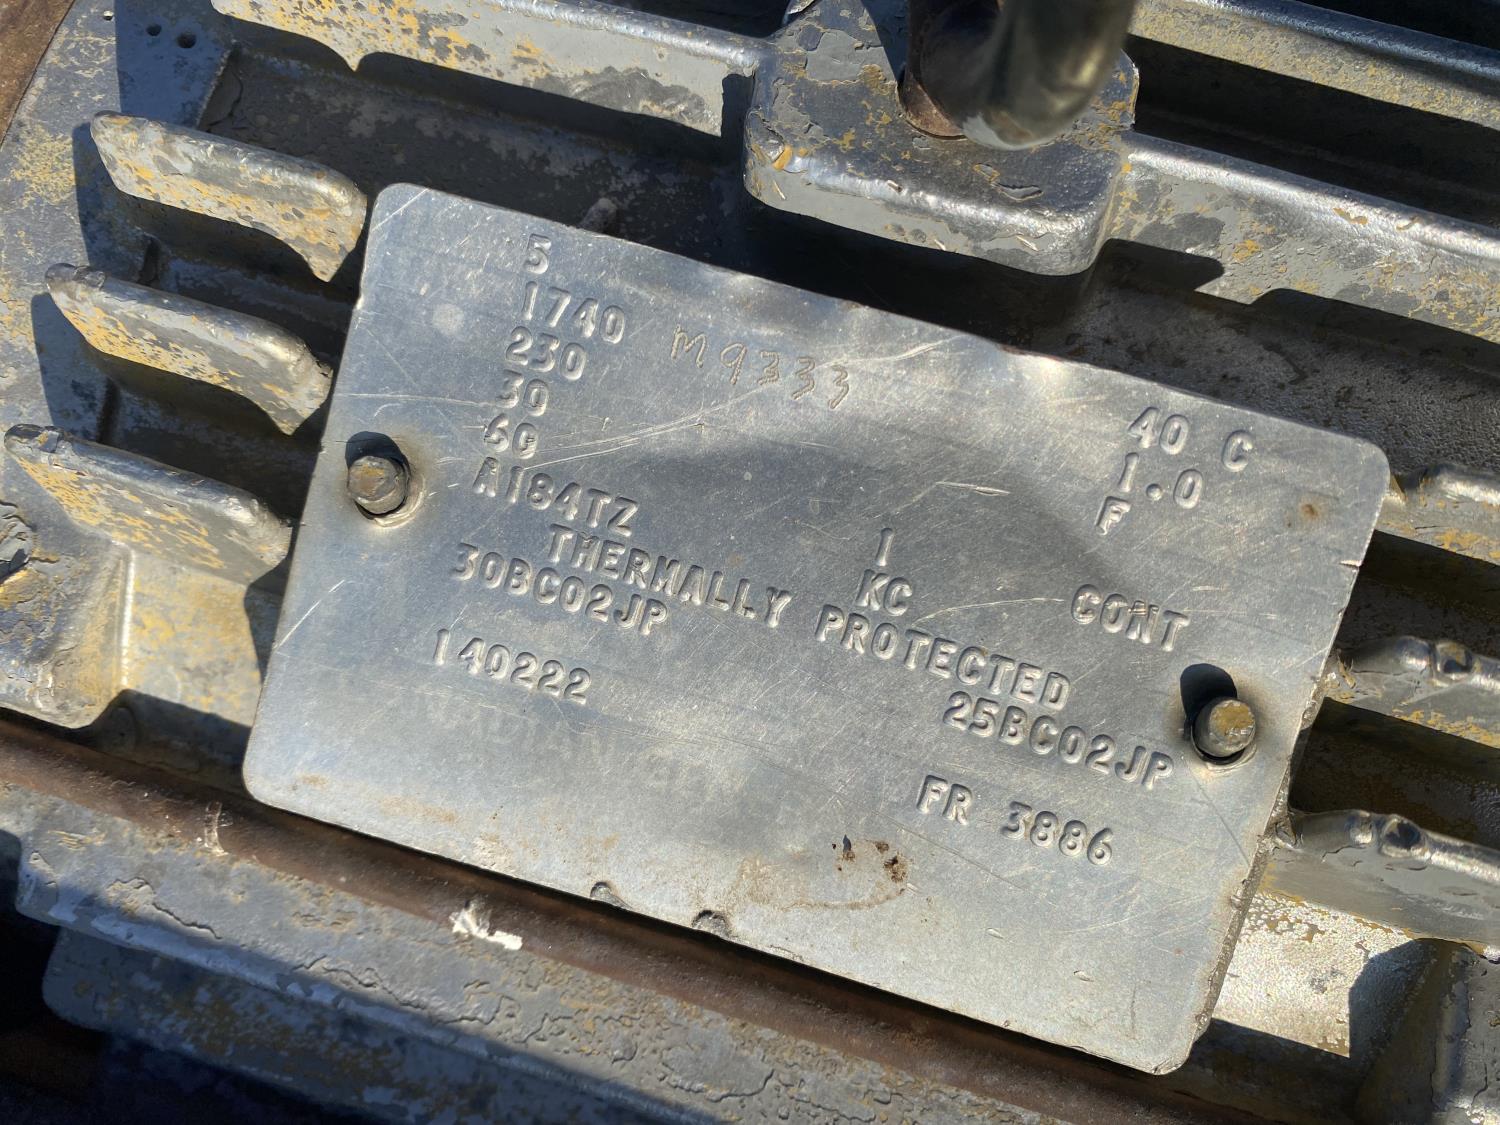 5
1740
M9333
230
30
40 C
60
1.0
A184TZ
1
F
THERMALLY PROTECTED
KC
CONT
30BC02JP
25BC02JP
140222
FR 3886